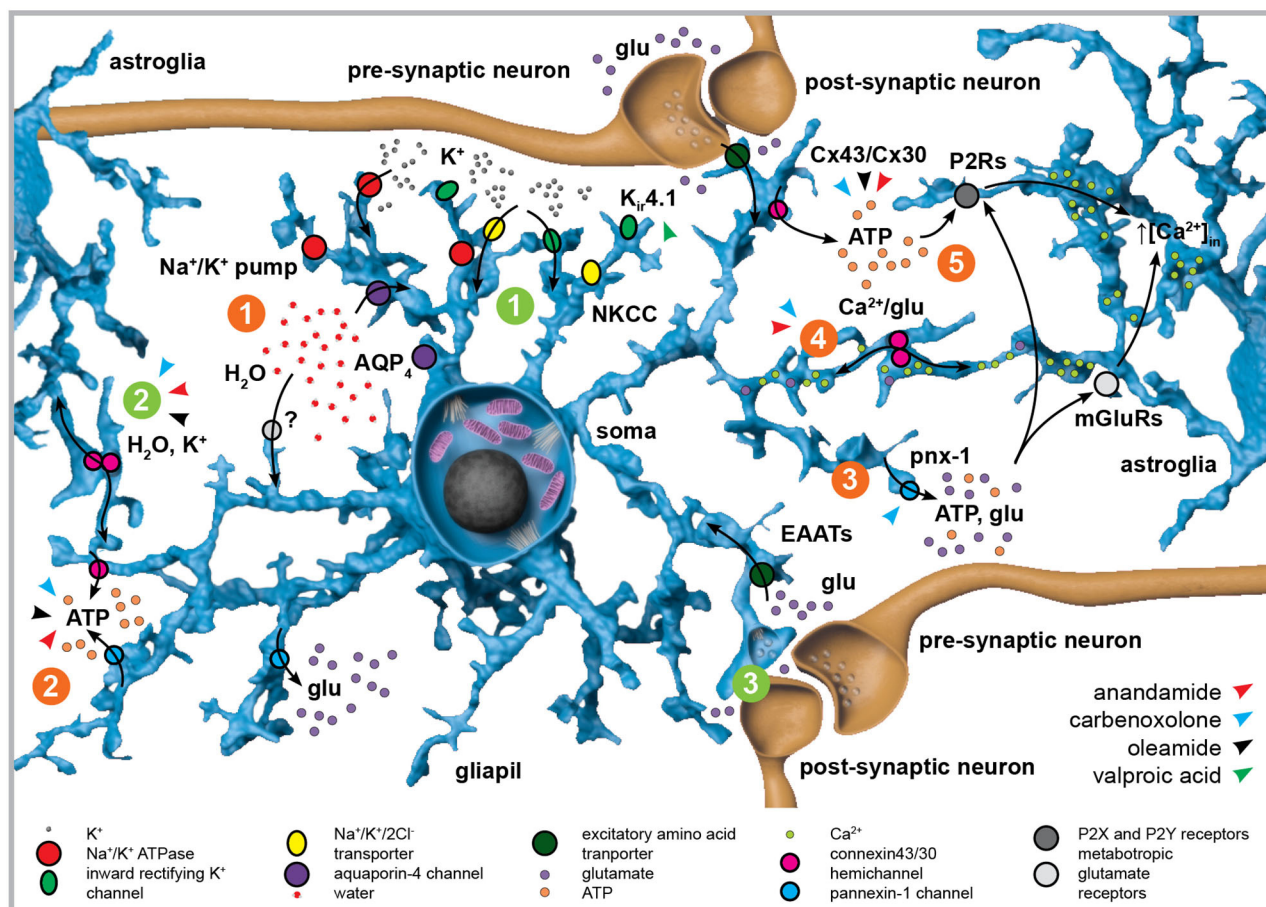 glu
astroglia
pre-synaptic neuron
post-synaptic neuron
K⁺
Cx43/Cx30
P2Rs
Kir4.1
ATP
↑[Ca²⁺]in
Na⁺/K⁺ pump
5
1
1
NKCC
Ca²⁺/glu
4
AQP4
H2O
2
?
H2O, K⁺
soma
mGluRs
pnx-1
3
astroglia
ATP, glu
EAATs
glu
ATP
pre-synaptic neuron
2
glu
3
anandamide
carbenoxolone
oleamide
valproic acid
gliapil
post-synaptic neuron
K⁺
Na⁺/K⁺ ATPase
inward rectifying K⁺
channel
Na⁺/K⁺/2Cl⁻
transporter
aquaporin-4 channel
water
excitatory amino acid
tranporter
glutamate
ATP
Ca²⁺
connexin43/30
hemichannel
pannexin-1 channel
P2X and P2Y receptors
metabotropic
glutamate
receptors